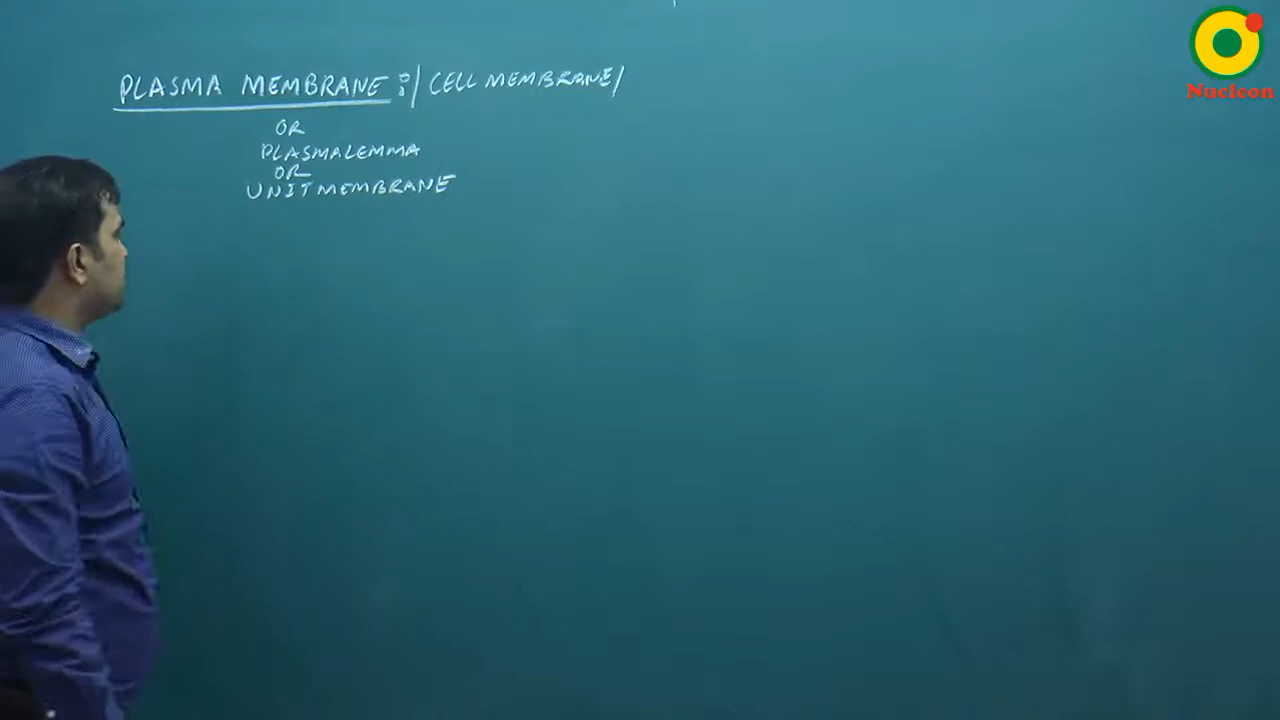 PLASMA MEMBRANE :/ CELL MEMBRANE/
OR
PLASMALEMMA
OR
UNIT MEMBRANE
Nucleon